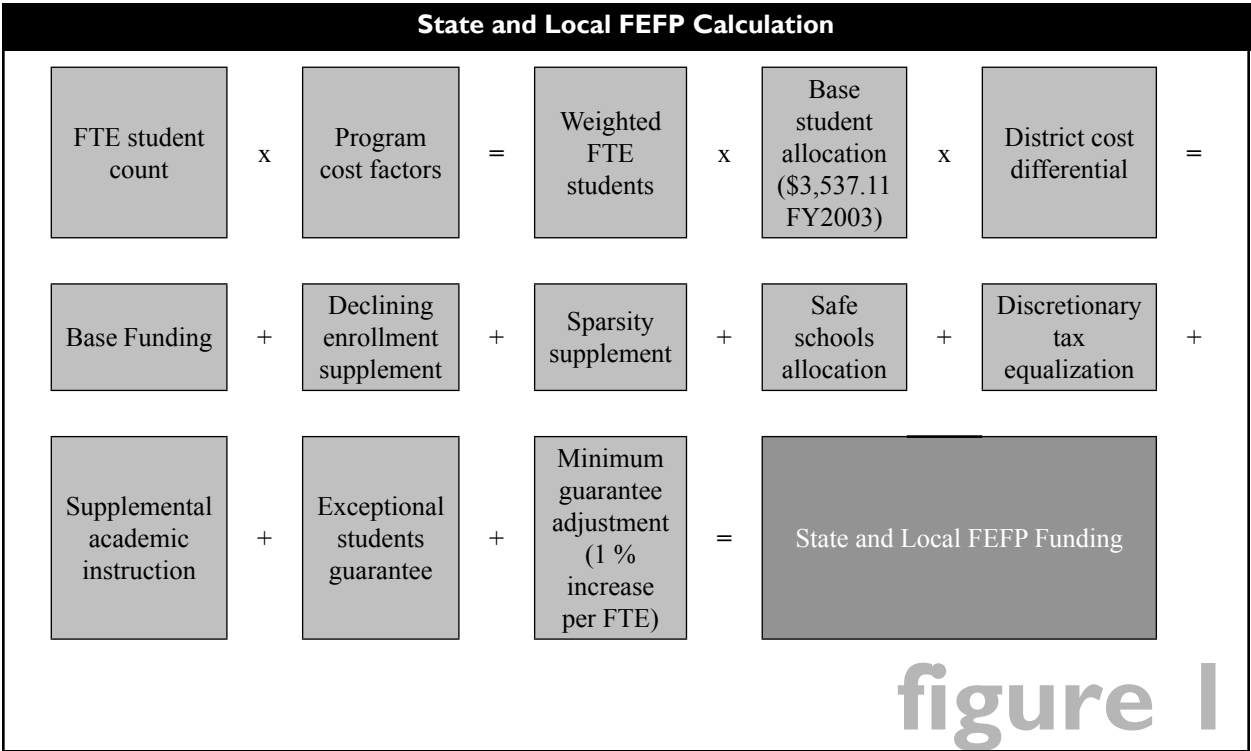 State and Local FEFP Calculation
FTE student
count
x
Program
cost factors
=
Weighted
FTE
students
x
Base
student
allocation
($3,537.11
FY2003)
x
District cost
differential
=
Base Funding
+
Declining
enrollment
supplement
+
Sparsity
supplement
+
Safe
schools
allocation
+
Discretionary
tax
equalization
+
Supplemental
academic
instruction
+
Exceptional
students
guarantee
+
Minimum
guarantee
adjustment
(1 %
increase
per FTE)
=
State and Local FEFP Funding
figure 1